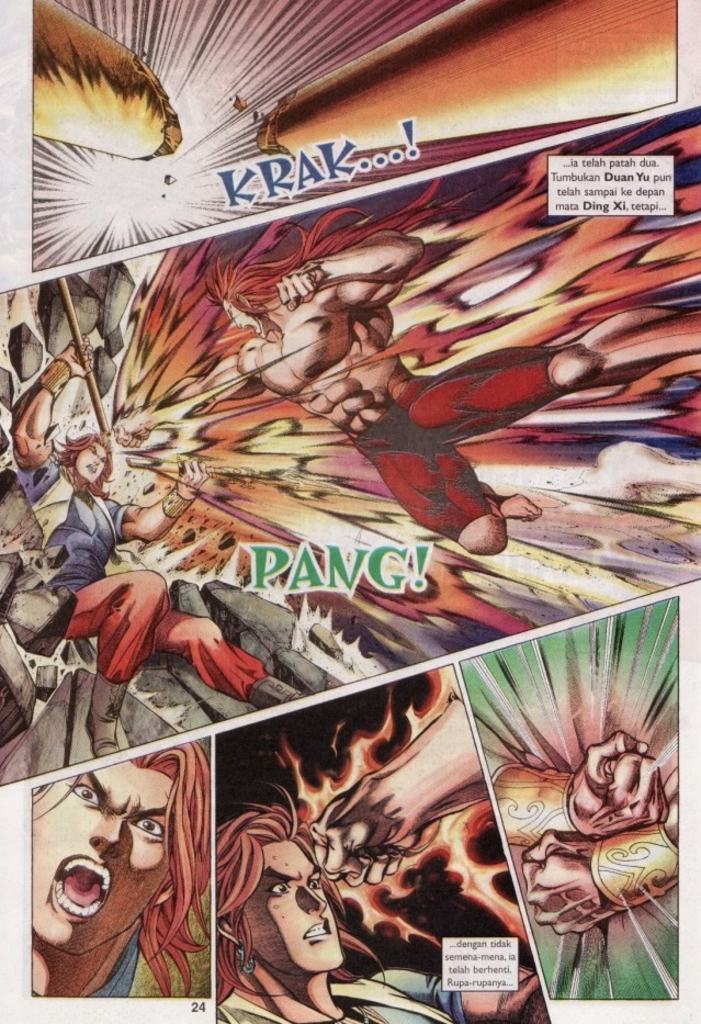 KRAK...!
...ia telah patah dua.
Tumbukan Duan Yu pun
telah sampai ke depan
mata Ding Xi, tetapi...
PANG!
...dengan tidak
semena-mena, ia
telah berhenti.
Rupa-rupanya...
24